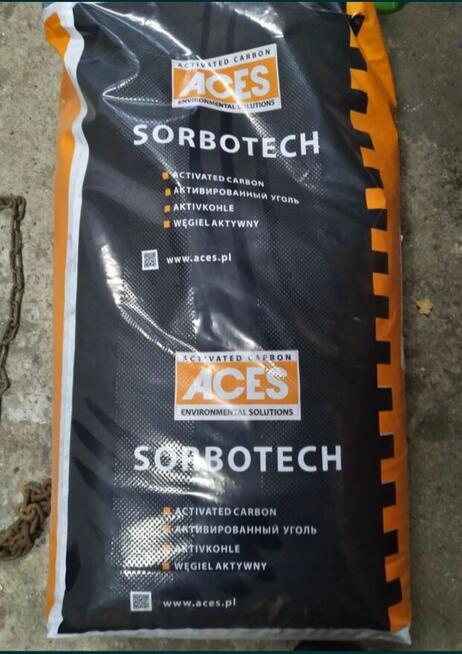 ACTIVATED CARBON
ACES
ENVIRONMENTAL SOLUTIONS
SORBOTECH
ACTIVATED CARBON
АКТИВИРОВАННЫЙ УГОЛЬ
AKTIVKOHLE
WĘGIEL AKTYWNY
www.aces.pl
ACTIVATED CARBON
ACES
ENVIRONMENTAL SOLUTIONS
SORBOTECH
ACTIVATED CARBON
АКТИВИРОВАННЫЙ УГОЛЬ
AKTIVKOHLE
WĘGIEL AKTYWNY
www.aces.pl